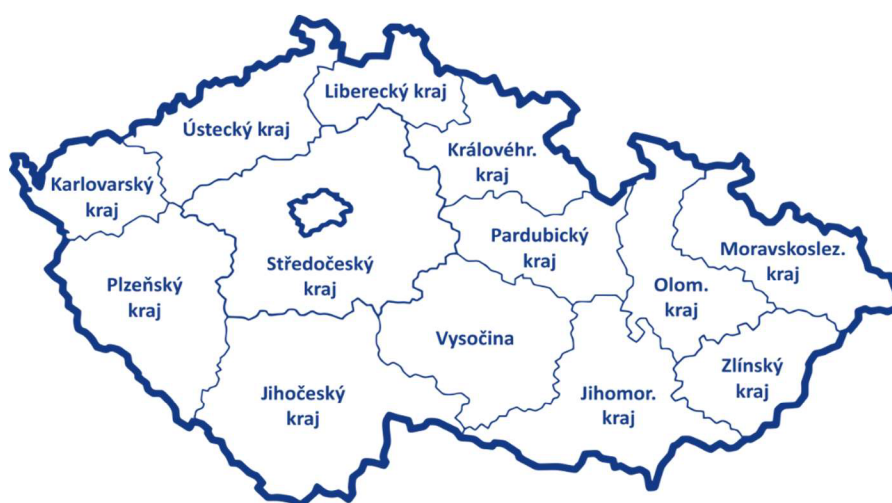 Liberecký kraj
Ústecký kraj
Královéhr.
kraj
Karlovarský
kraj
Pardubický
kraj
Moravskoslez.
kraj
Středočeský
kraj
Plzeňský
kraj
Olom.
kraj
Vysočina
Zlínský
kraj
Jihočeský
kraj
Jihomor.
kraj